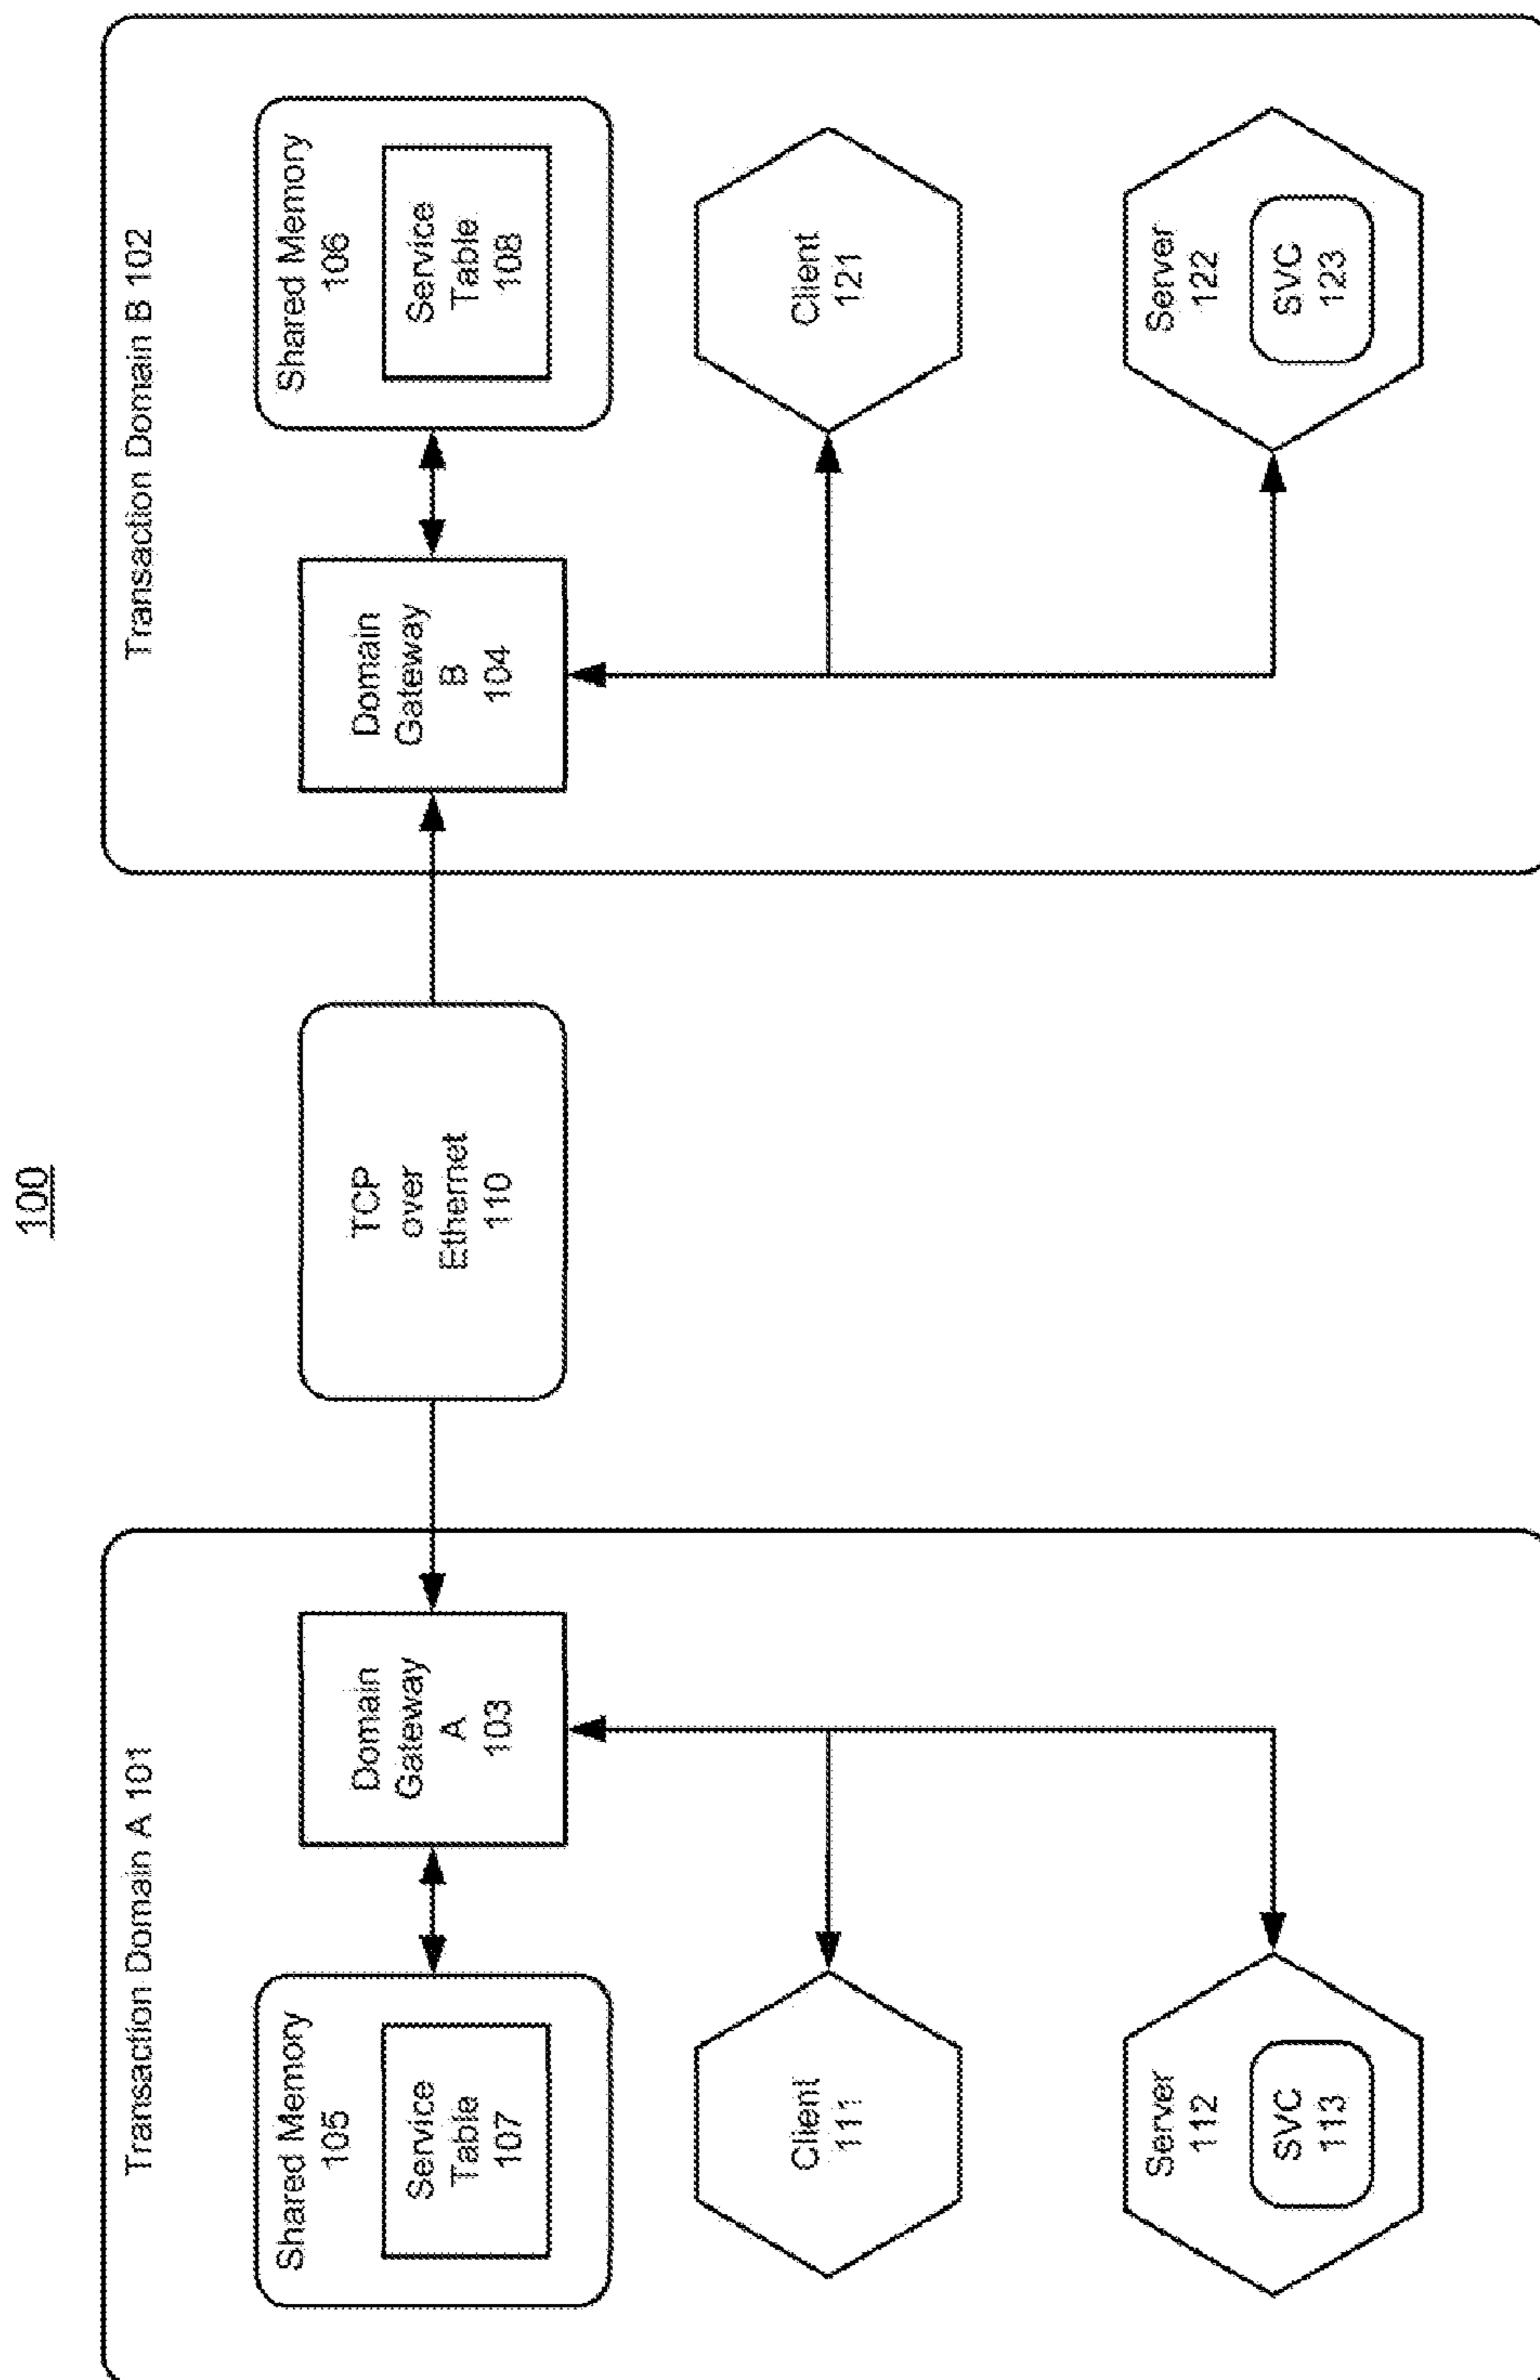 100
Transaction Domain A 101
Shared Memory
105
Service
Table
107
Domain
Gateway
A
103
Client
111
Server
112
SVC
113
TCP
over
Ethernet
110
Transaction Domain B 102
Domain
Gateway
B
104
Shared Memory
106
Service
Table
108
Client
121
Server
122
SVC
123